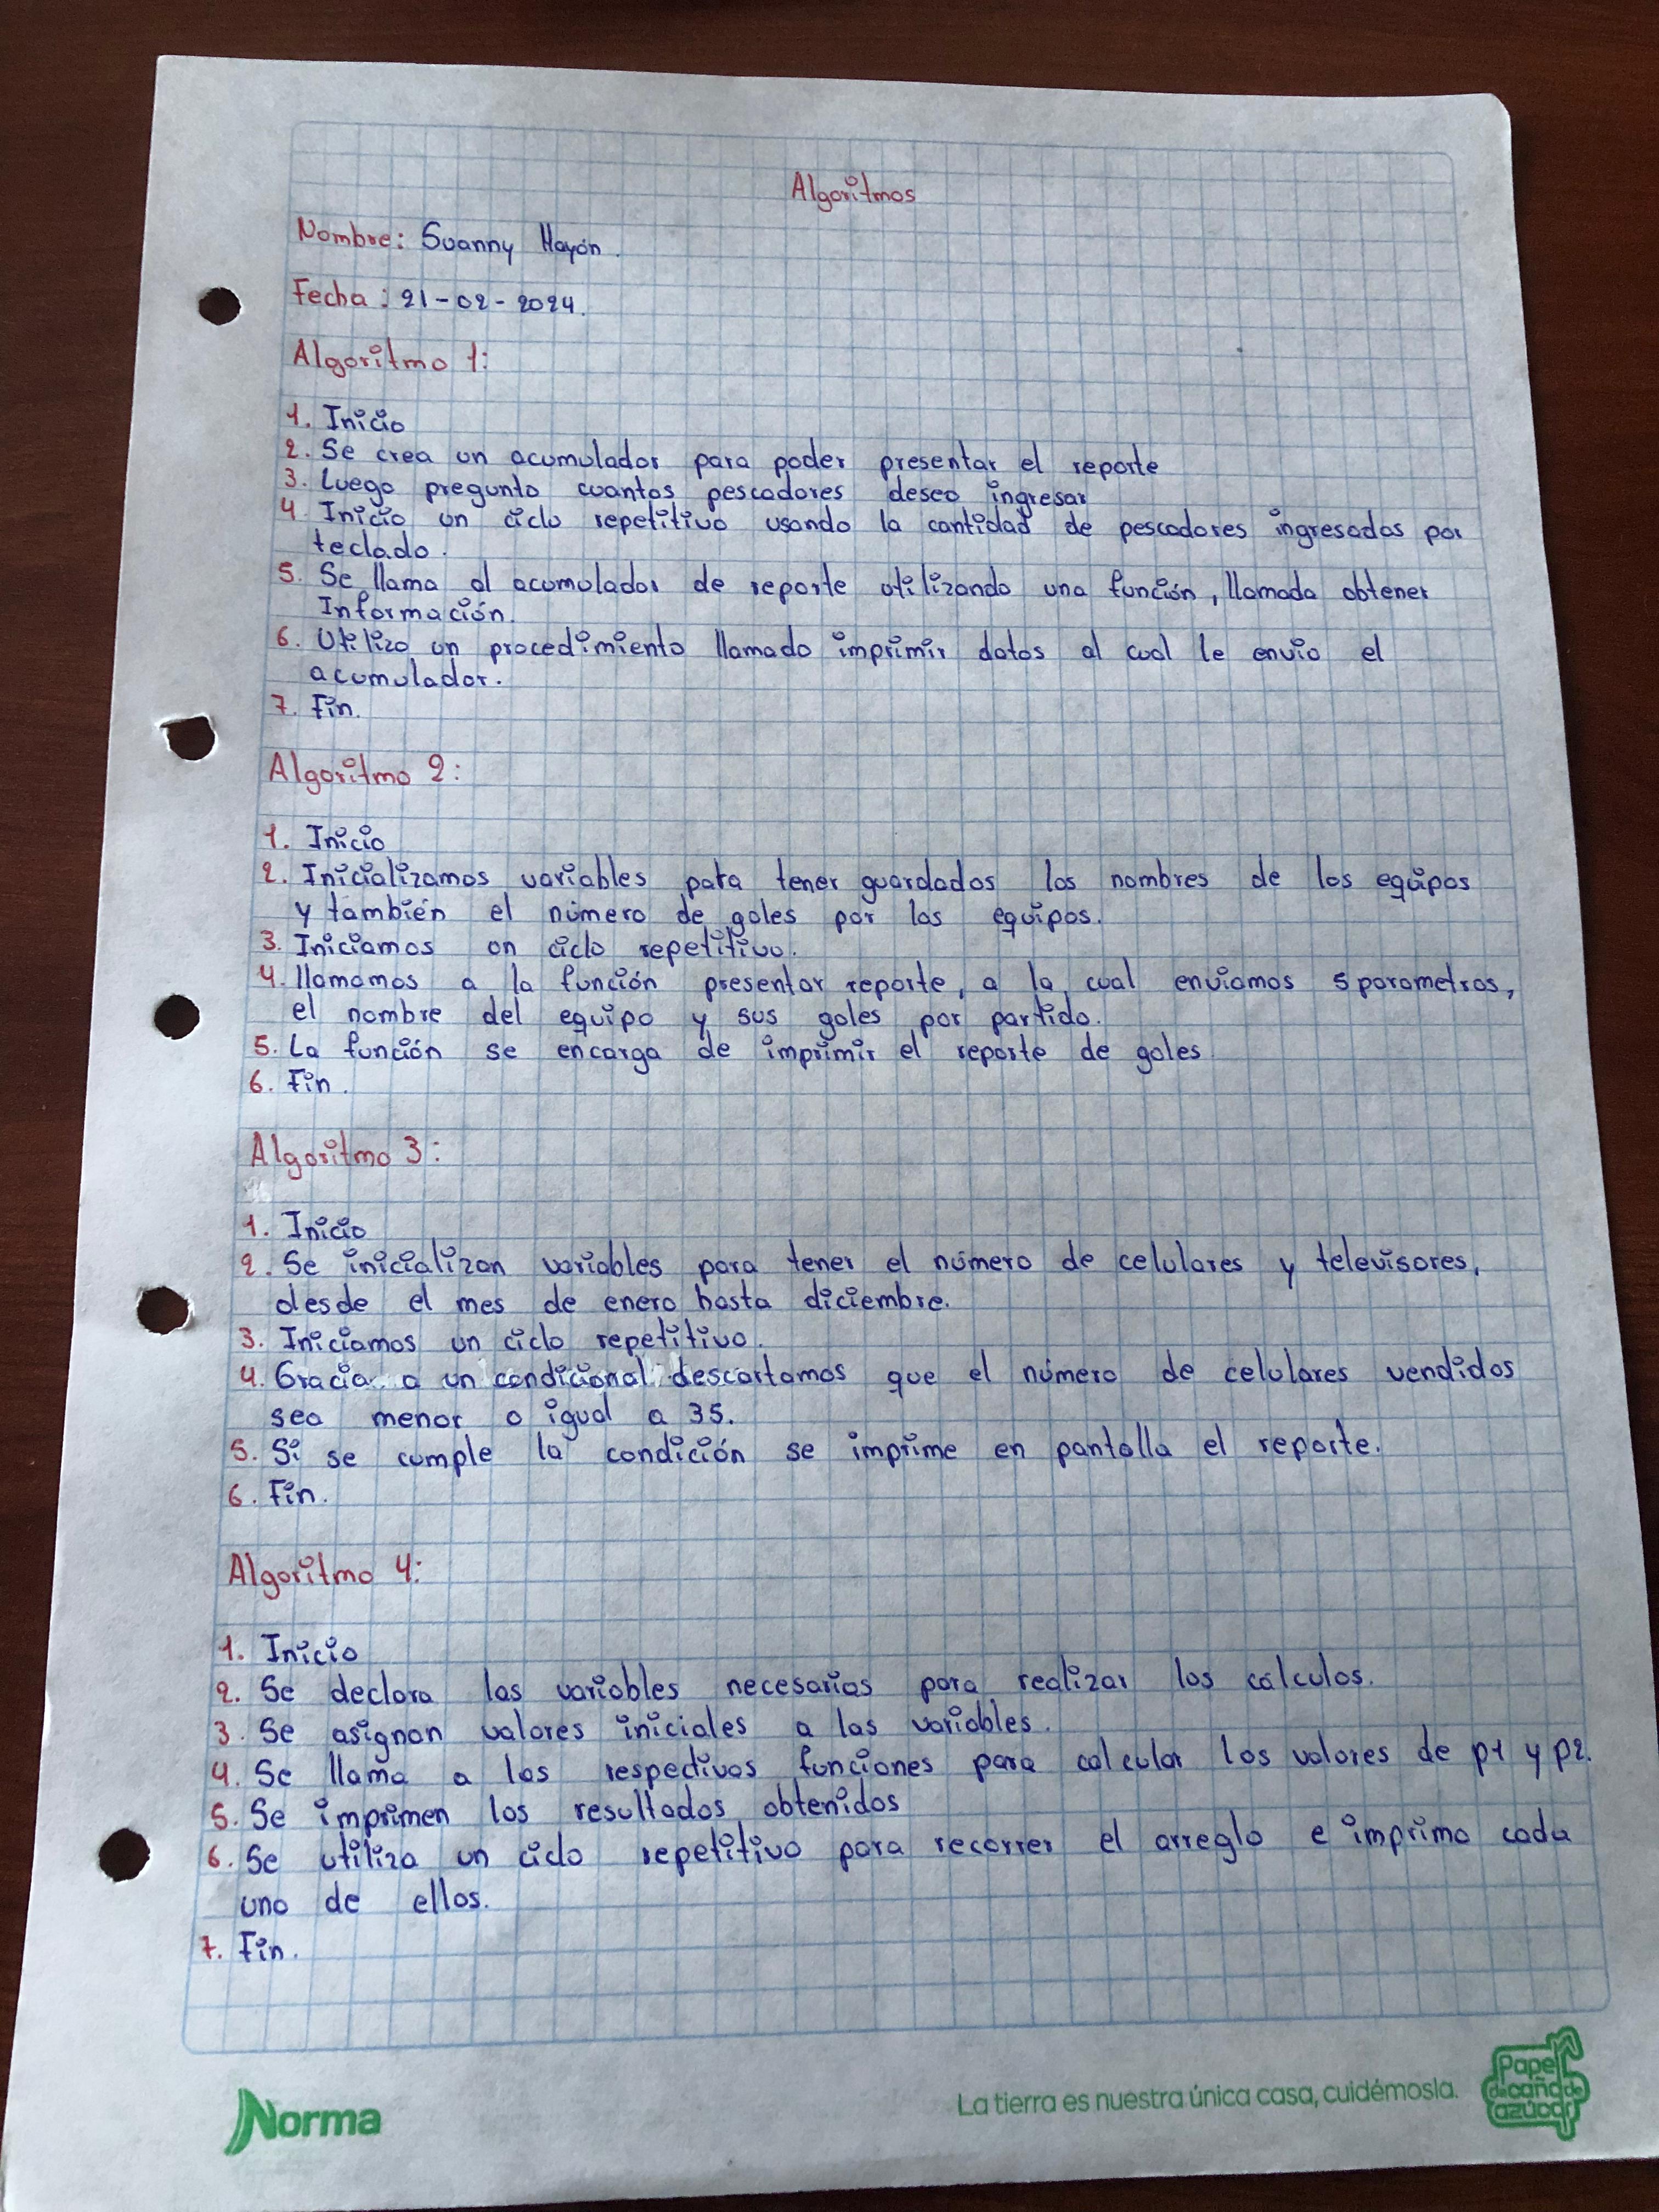 Algoritmos
Nombre: Suanny Hayón.
Fecha: 21-02-2024.
Algoritmo 1:
1. Inicio
2. Se crea un acumulador para poder presentar el reporte
3. Luego pregunto cuantos pescadores deseo ingresar
4 Inicio un ciclo repetitivo usando la cantidad de pescadores ingresados por
teclado.
5. Se llama al acumulador de reporte utilizando una función, llamada obtener
Información.
6. Utilizo un procedimiento llamado imprimir datos al cual le envio el
acumulador.
7. Fin.
Algoritmo 2:
1. Inicio
2. Inicializamos variables para tener guardados los nombres de los equipos
y también el número de goles por los equipos.
3. Iniciamos un ciclo repetitivo.
4. llamamos a la función presentar reporte, a la cual enviamos 5 parametros,
el nombre del equipo y sus goles por partido.
5. La función se encarga de imprimir el reporte de goles
6. Fin.
Algoritmo 3:
1. Inicio
2. Se inicializan variables para tener el número de celulares y televisores,
desde el mes de enero hasta diciembre.
3. Iniciamos un ciclo repetitivo.
4. Gracia a un condicional descartamos que el número de celulares vendidos
sea menor o igual a 35.
5. Si se cumple la condición se imprime en pantalla el reporte.
6. Fin.
Algoritmo 4:
1. Inicio
2. Se declara las variables necesarias para realizar los cálculos.
3. Se asignan valores iniciales a las variables.
4. Se llama a las respectivas funciones para calcular los valores de p1 y p2.
5. Se imprimen los resultados obtenidos
6. Se utiliza un ciclo repetitivo para recorrer el arreglo e imprimo cada
uno de ellos.
7. Fin.
Norma
La tierra es nuestra única casa, cuidémosla.
Papel
de caña de
azúcar